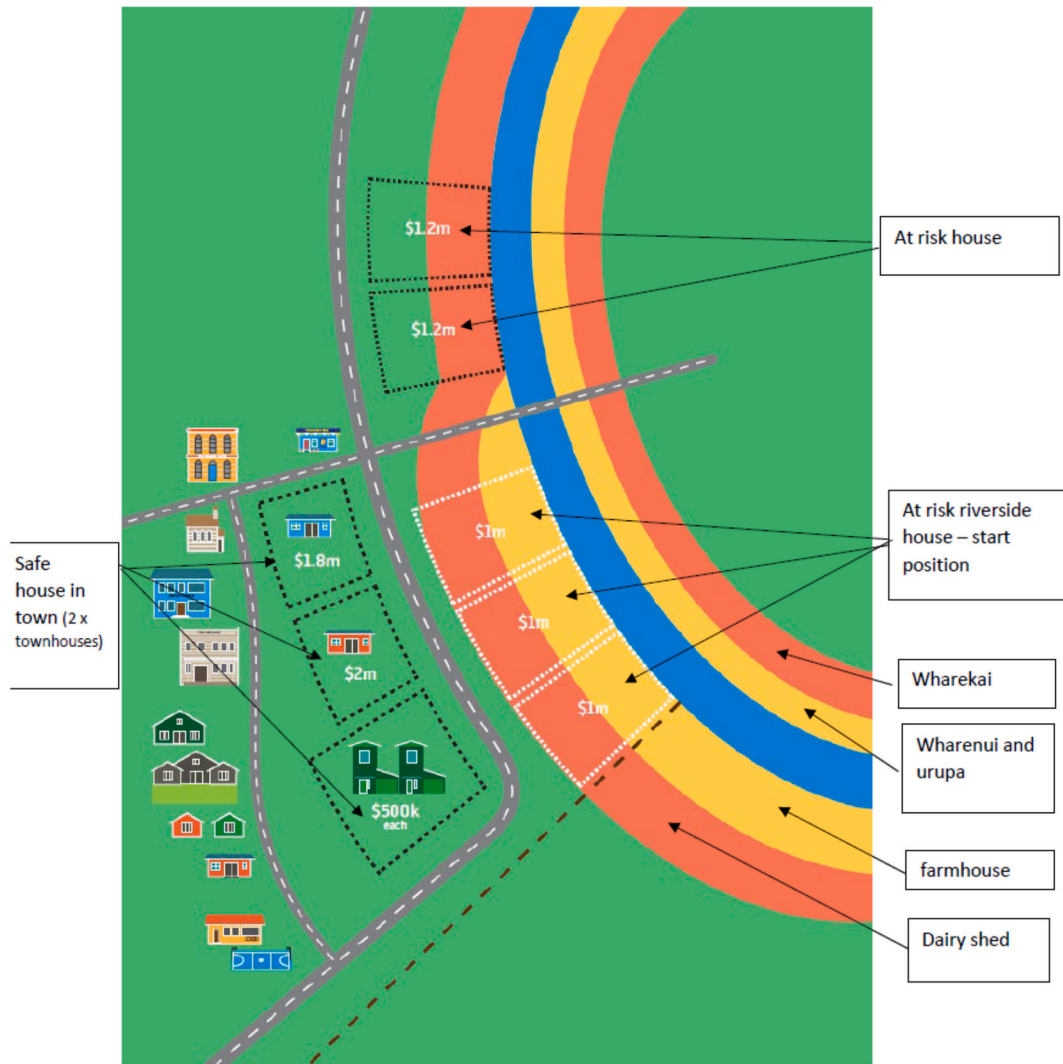 $1.2m
At risk house
$1.2m
At risk riverside
house – start
position
$1m
$1.8m
Safe
house in
town (2 x
townhouses)
$1m
$2m
$1m
Wharekai
Wharenui and
urupa
$500k
each
farmhouse
Dairy shed